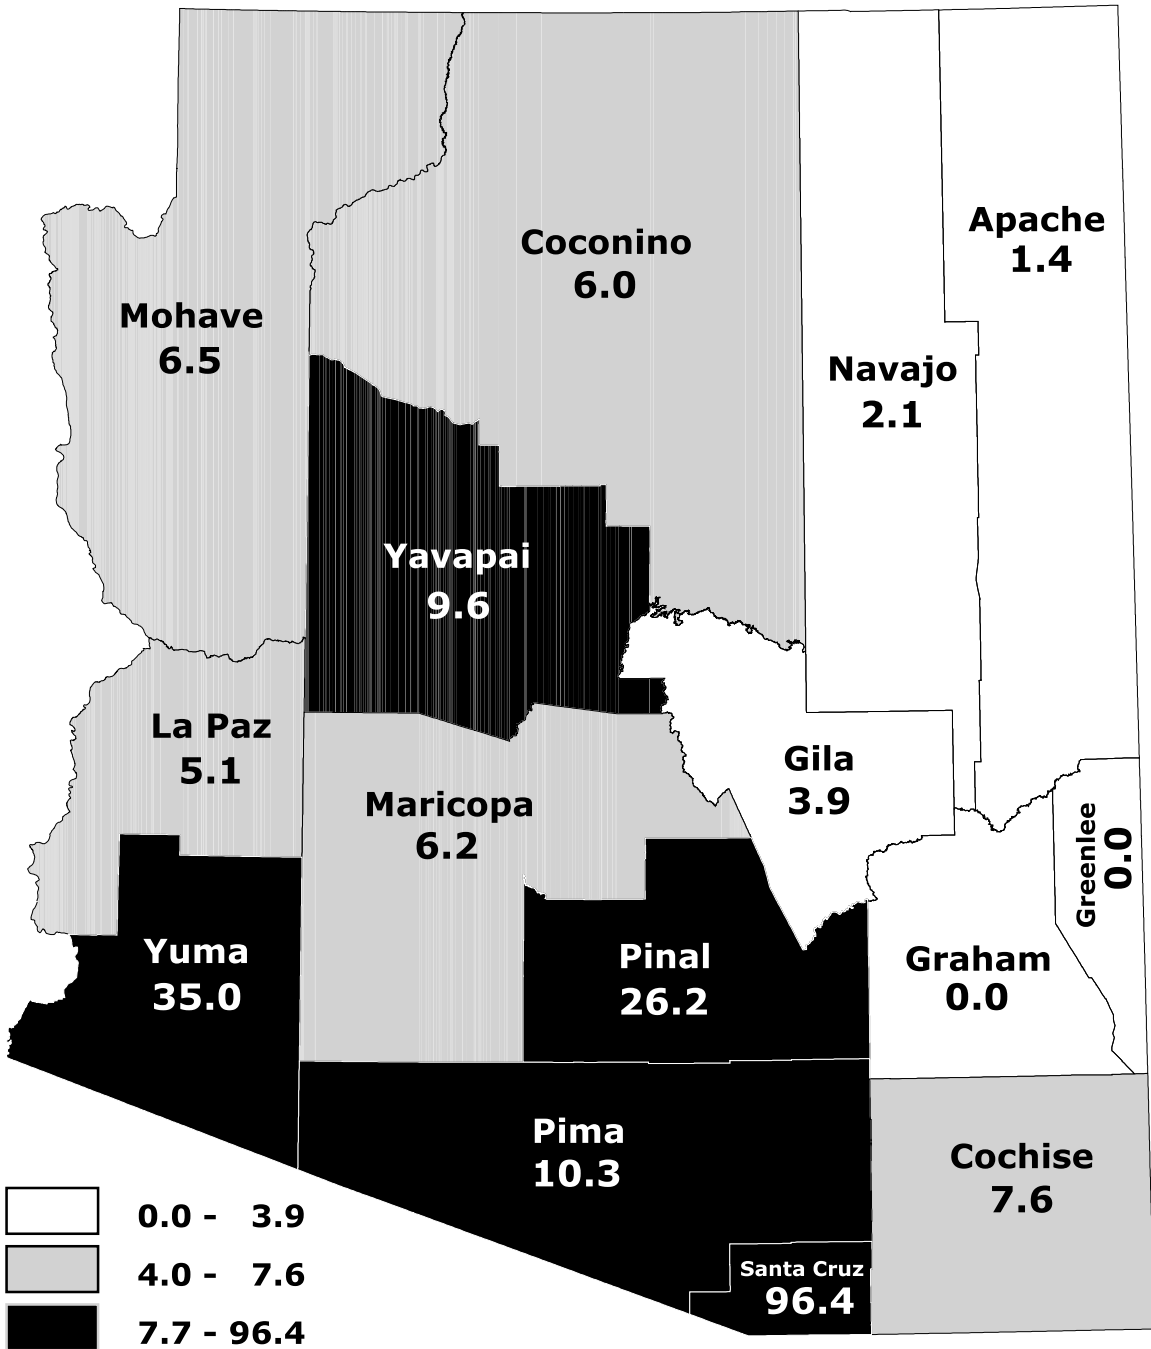 Apache
1.4
Coconino
6.0
Mohave
6.5
Navajo
2.1
Yavapai
9.6
La Paz
5.1
Gila
3.9
Maricopa
6.2
Greenlee
0.0
Yuma
35.0
Pinal
26.2
Graham
0.0
Pima
10.3
Cochise
7.6
Santa Cruz
96.4
0.0 - 3.9
4.0 - 7.6
7.7 - 96.4